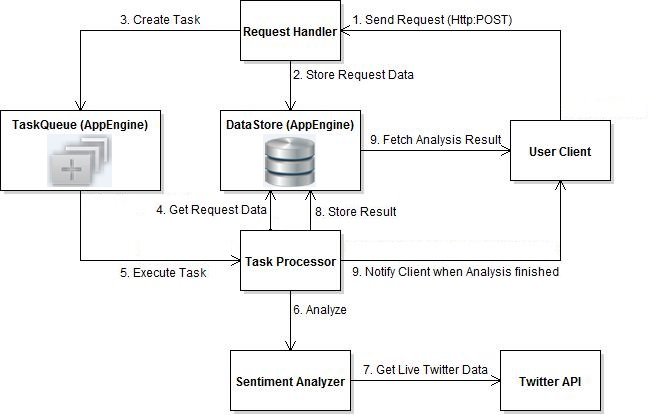 3. Create Task
1. Send Request (Http:POST)
Request Handler
2. Store Request Data
TaskQueue (AppEngine)
DataStore (AppEngine)
9. Fetch Analysis Result
User Client
4. Get Request Data
8. Store Result
5. Execute Task
Task Processor
9. Notify Client when Analysis finished
6. Analyze
Sentiment Analyzer
7. Get Live Twitter Data
Twitter API